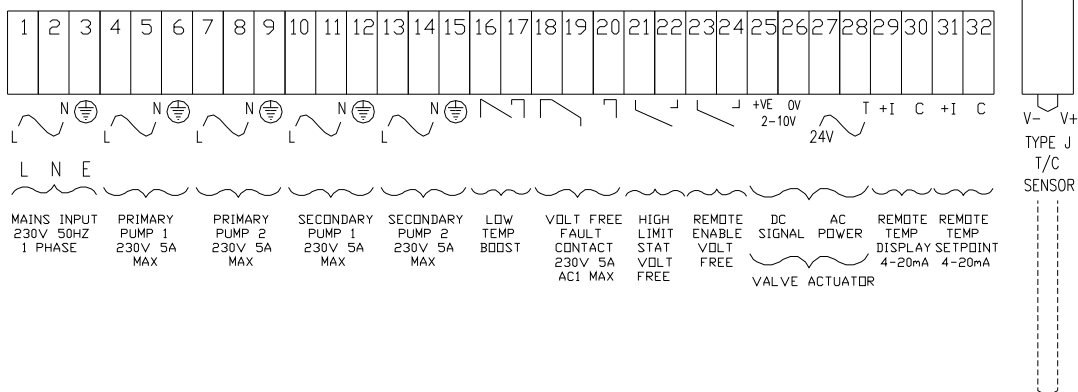 1 2 3 4 5 6 7 8 9 10 11 12 13 14 15 16 17 18 19 20 21 22 23 24 25 26 27 28 29 30 31 32
L N
L N
L N
L N
L N
+VE 0V
2-10V
24V T
+I C
+I C
V- V+
TYPE J
T/C
SENSOR
L N E
MAINS INPUT
230V 50HZ
1 PHASE
PRIMARY
PUMP 1
230V 5A
MAX
PRIMARY
PUMP 2
230V 5A
MAX
SECONDARY
PUMP 1
230V 5A
MAX
SECONDARY
PUMP 2
230V 5A
MAX
LOW
TEMP
BOOST
VOLT FREE
FAULT
CONTACT
230V 5A
AC1 MAX
HIGH
LIMIT
STAT
VOLT
FREE
REMOTE
ENABLE
VOLT
FREE
DC
SIGNAL
AC
POWER
VALVE ACTUATOR
REMOTE
TEMP
DISPLAY
4-20mA
REMOTE
TEMP
SETPOINT
4-20mA